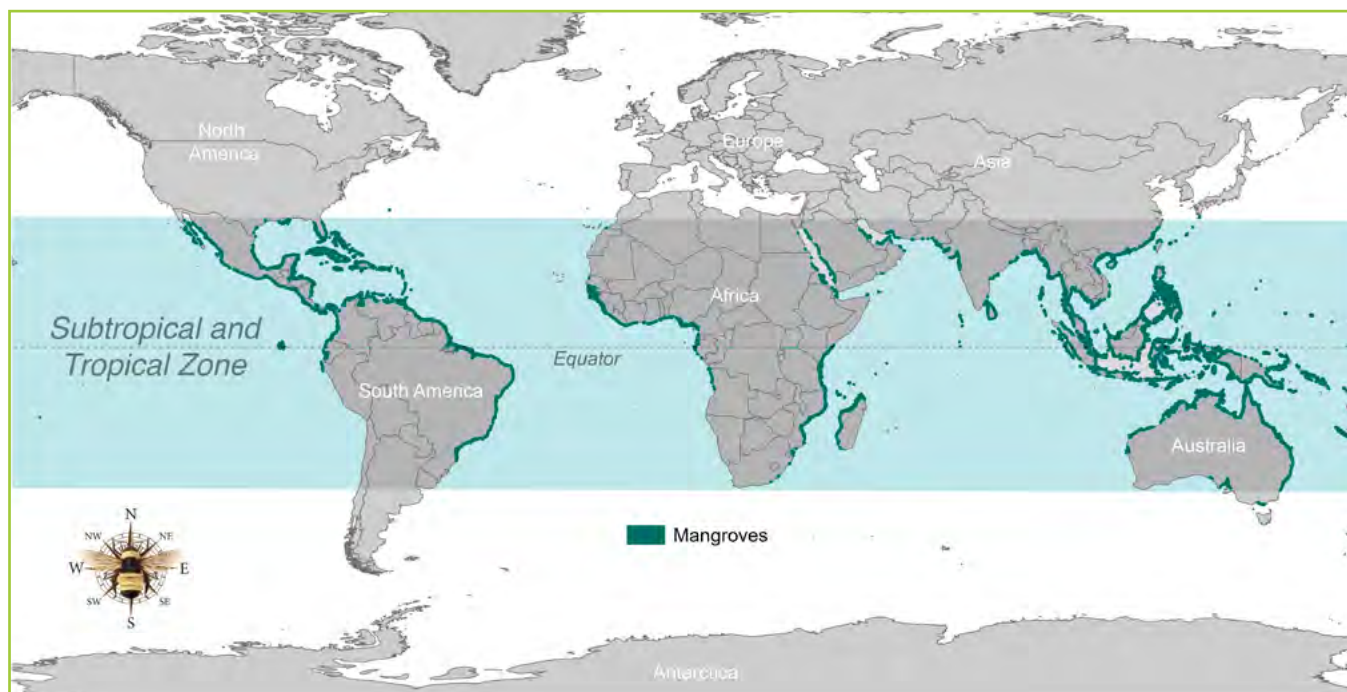 North
America
Europe
Asia
Subtropical and
Tropical Zone
Equator
Africa
South America
Australia
N
NW
NE
W
E
SW
SE
S
Mangroves
Antarctica